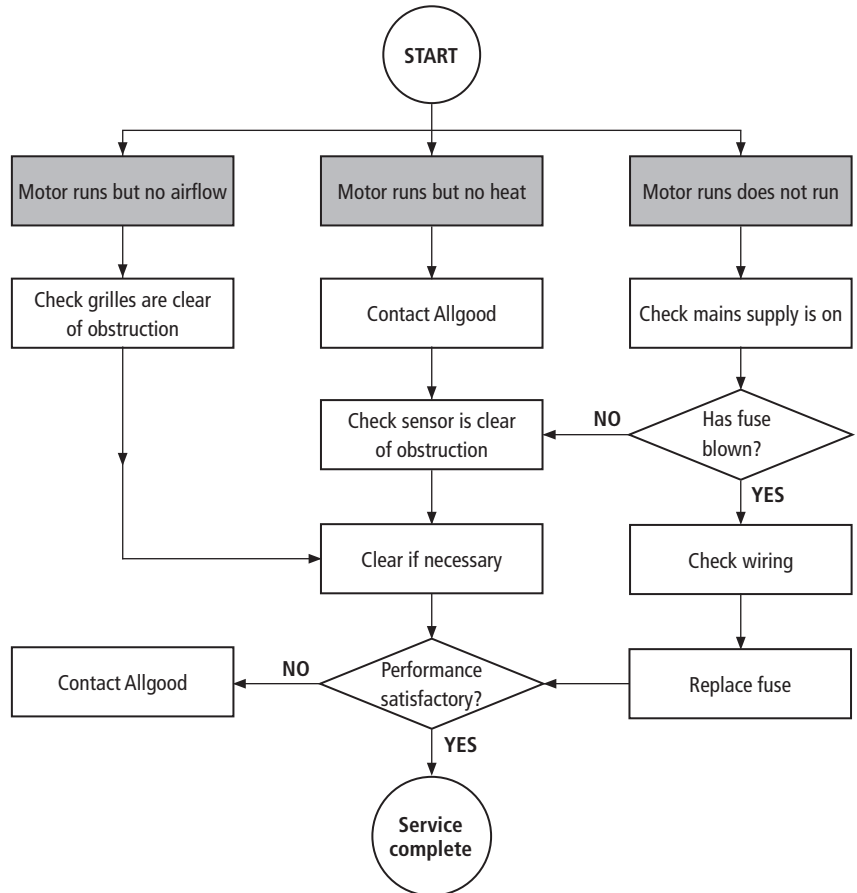 START
Motor runs but no airflow
Motor runs but no heat
Motor runs does not run
Check grilles are clear
of obstruction
Contact Allgood
Check mains supply is on
Check sensor is clear
of obstruction
NO
Has fuse
blown?
YES
Clear if necessary
Check wiring
Contact Allgood
NO
Performance
satisfactory?
Replace fuse
YES
Service
complete